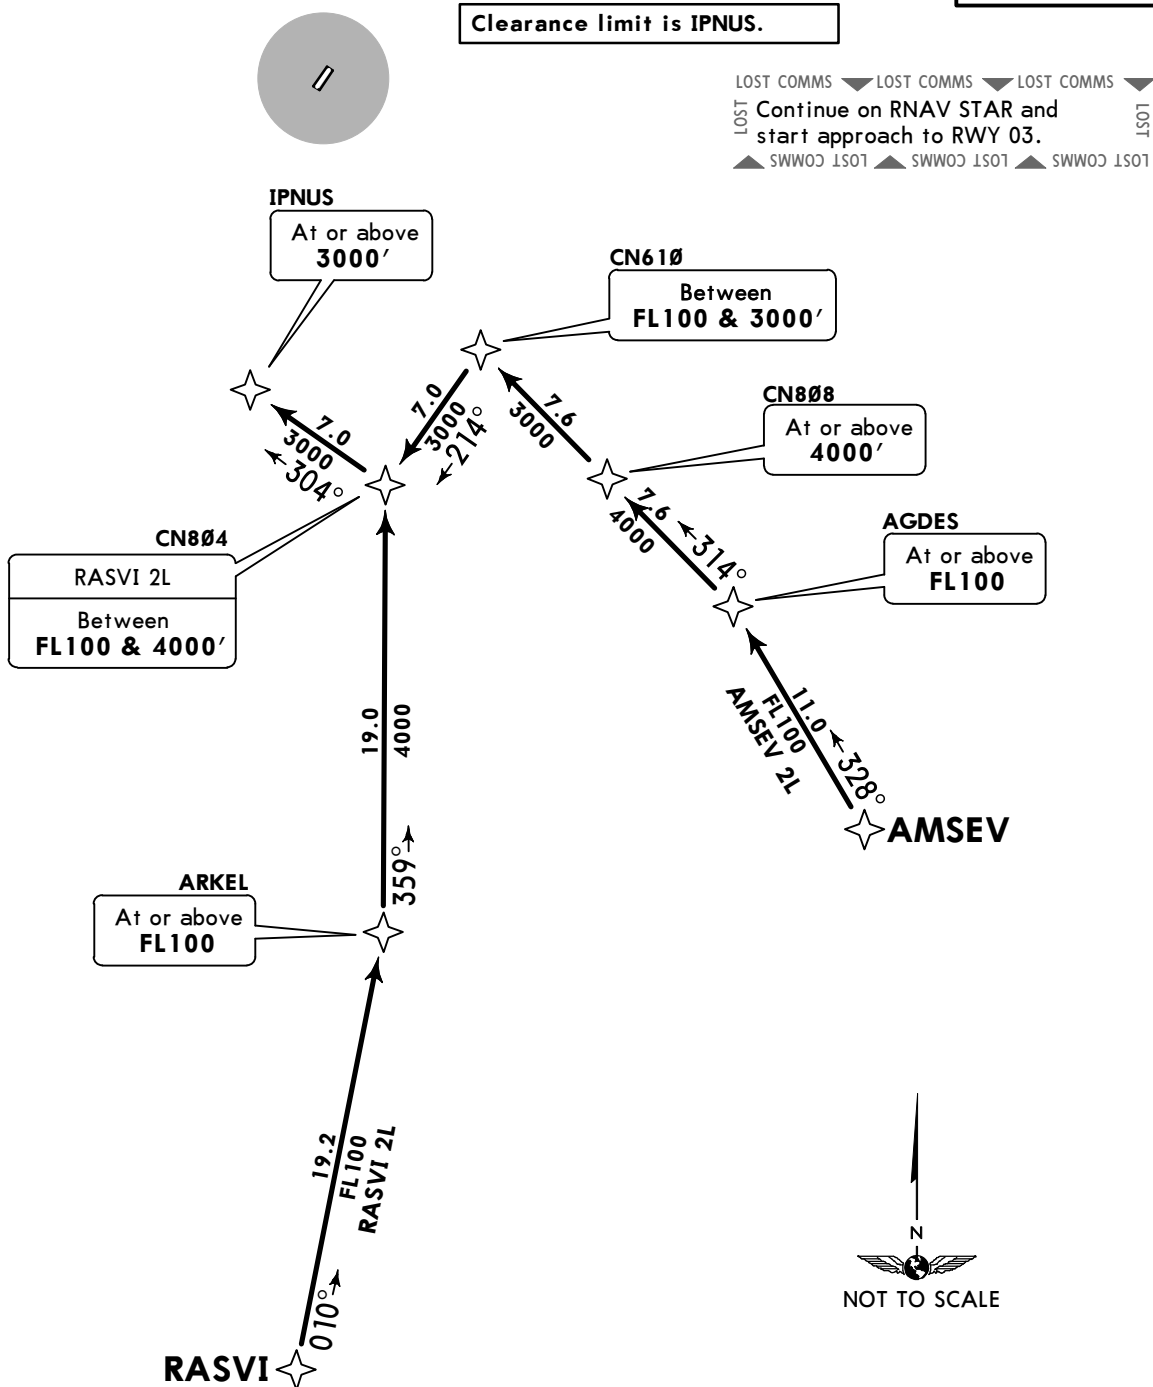 Clearance limit is IPNUS.
LOST COMMS LOST COMMS LOST COMMS
LOST
Continue on RNAV STAR and
start approach to RWY 03.
LOST
LOST COMMS LOST COMMS LOST COMMS
IPNUS
At or above
3000'
CN61Ø
Between
FL100 & 3000'
7.0
3000
304°
7.0
3000
214°
7.6
3000
CN8Ø8
At or above
4000'
7.6
4000
314°
AGDES
At or above
FL100
CN8Ø4
RASVI 2L
Between
FL100 & 4000'
19.0
4000
359°
11.0
FL100
AMSEV 2L
328°
AMSEV
ARKEL
At or above
FL100
19.2
FL100
RASVI 2L
010°
RASVI
N
NOT TO SCALE